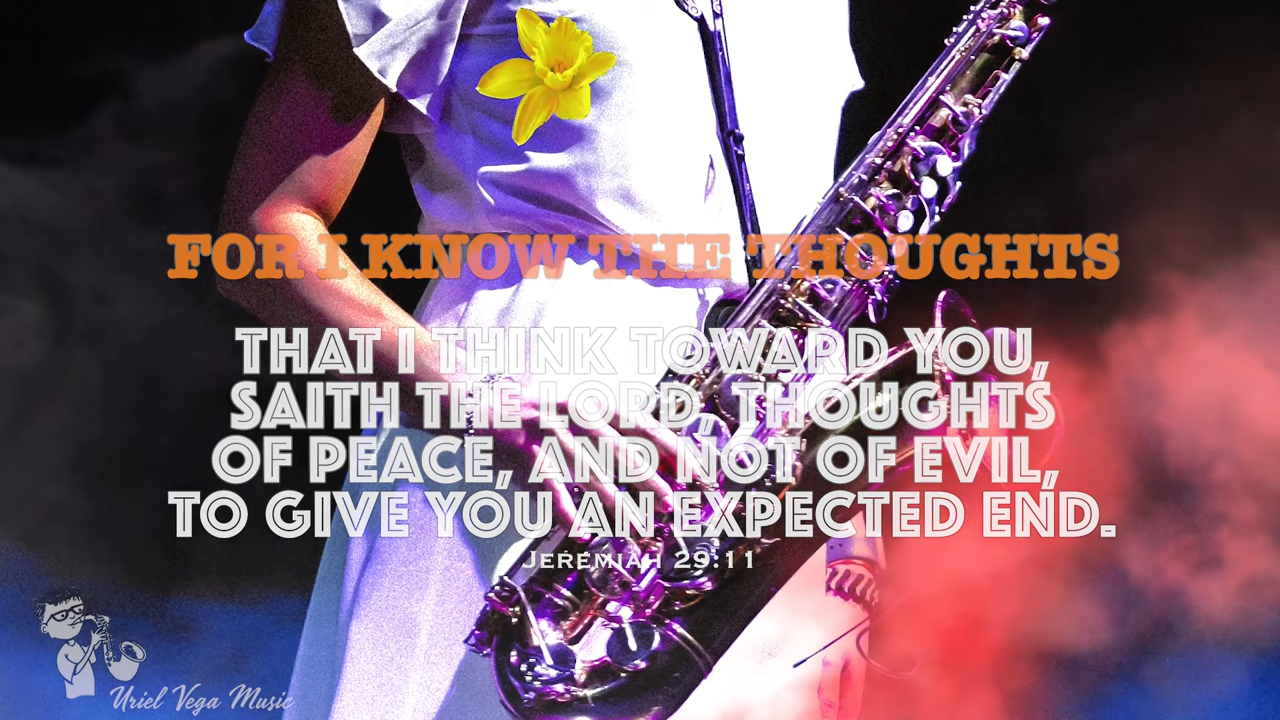 FOR I KNOW THE THOUGHTS
THAT I THINK TOWARD YOU,
SAITH THE LORD, THOUGHTS
OF PEACE, AND NOT OF EVIL,
TO GIVE YOU AN EXPECTED END.
JEREMIAH 29:11
Uriel Vega Music